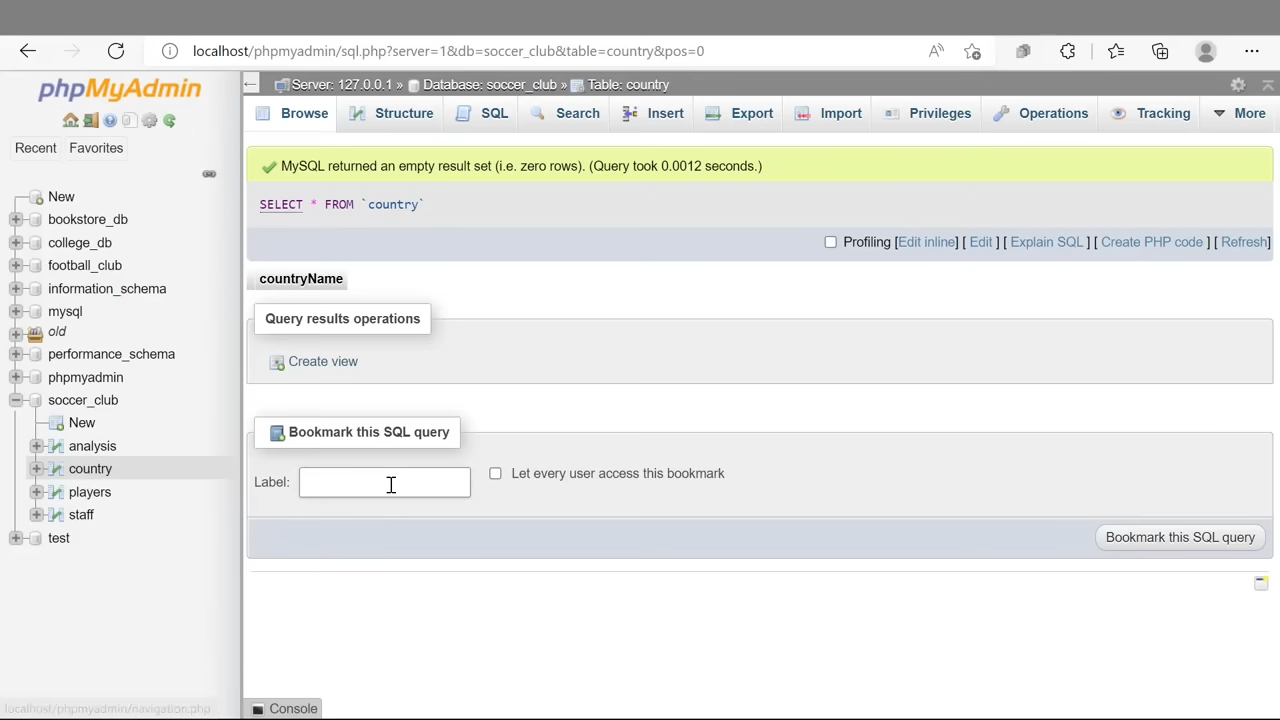 localhost/phpmyadmin/sql.php?server=1&db=soccer_club&table=country&pos=0
phpMyAdmin
Recent Favorites
New
bookstore_db
college_db
football_club
information_schema
mysql
old
performance_schema
phpmyadmin
soccer_club
New
analysis
country
players
staff
test
localhost/phpmyadmin/navigation.php
Server: 127.0.0.1 » Database: soccer_club » Table: country
Browse Structure SQL Search Insert Export Import Privileges Operations Tracking More
MySQL returned an empty result set (i.e. zero rows). (Query took 0.0012 seconds.)
SELECT * FROM `country`
Profiling [Edit inline] [ Edit ] [ Explain SQL ] [ Create PHP code ] [ Refresh]
countryName
Query results operations
Create view
Bookmark this SQL query
Label: Let every user access this bookmark
Bookmark this SQL query
Console